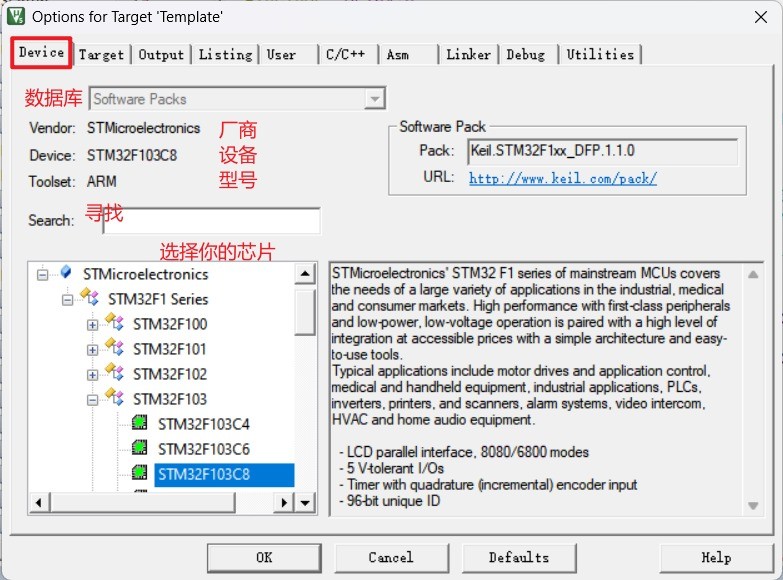 Options for Target 'Template'
Device Target Output Listing User C/C++ Asm Linker Debug Utilities
数据库 Software Packs
Vendor: STMicroelectronics 厂商
Device: STM32F103C8 设备
Toolset: ARM 型号
Search: 寻找
Software Pack
Pack: Keil.STM32F1xx_DFP.1.1.0
URL: http://www.keil.com/pack/
选择你的芯片
STMicroelectronics
STM32F1 Series
STM32F100
STM32F101
STM32F102
STM32F103
STM32F103C4
STM32F103C6
STM32F103C8
STMicroelectronics' STM32 F1 series of mainstream MCUs covers
the needs of a large variety of applications in the industrial, medical
and consumer markets. High performance with first-class peripherals
and low-power, low-voltage operation is paired with a high level of
integration at accessible prices with a simple architecture and easy-
to-use tools.
Typical applications include motor drives and application control,
medical and handheld equipment, industrial applications, PLCs,
inverters, printers, and scanners, alarm systems, video intercom,
HVAC and home audio equipment.
- LCD parallel interface, 8080/6800 modes
- 5 V-tolerant I/Os
- Timer with quadrature (incremental) encoder input
- 96-bit unique ID
OK Cancel Defaults Help